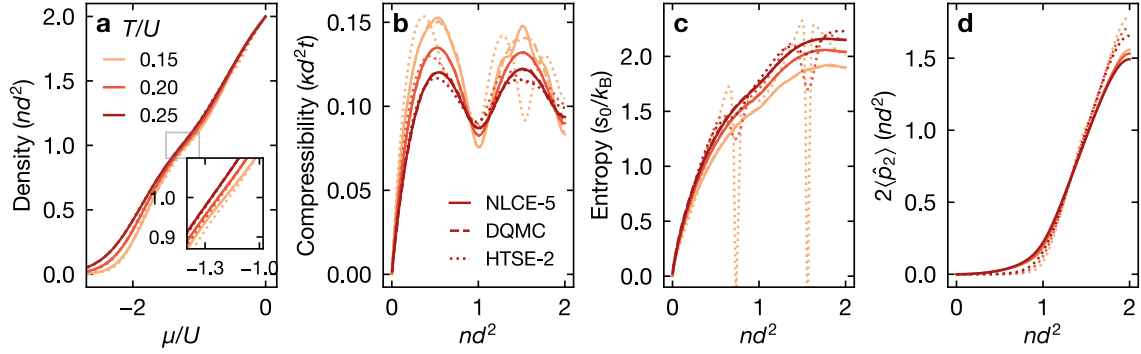 a
T/U
0.15
0.20
0.25
Density (nd²)
2.0
1.5
1.0
0.5
0.0
−2
0
μ/U
1.0
0.9
−1.3
−1.0
b
Compressibility (κd²t)
0.15
0.10
0.05
0.00
0
1
2
nd²
NLCE-5
DQMC
HTSE-2
c
Entropy (s₀/k_B)
2.0
1.5
1.0
0.5
0.0
0
1
2
nd²
d
2⟨p̂₂⟩ (nd²)
2.0
1.5
1.0
0.5
0.0
0
1
2
nd²